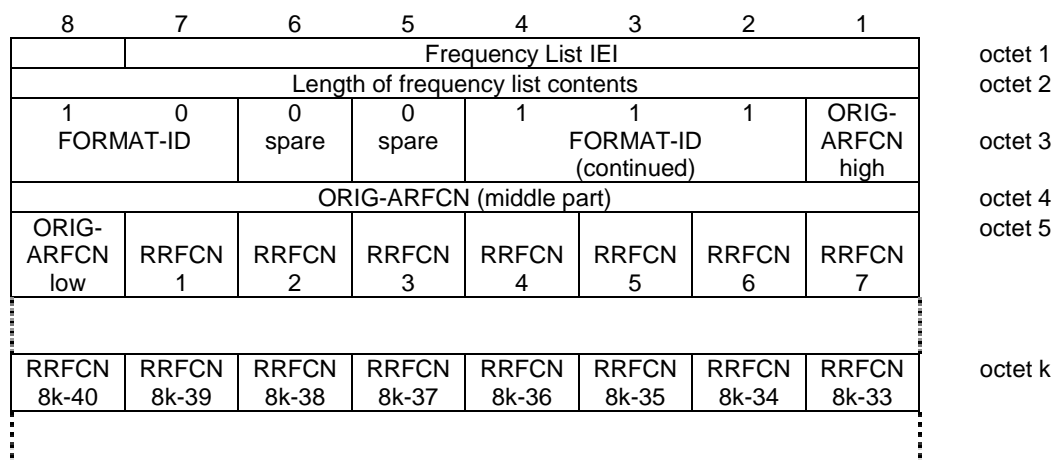 8 7 6 5 4 3 2 1
Frequency List IEI octet 1
Length of frequency list contents octet 2
1 0 0 0 1 1 1 ORIG-
FORMAT-ID spare spare FORMAT-ID ARFCN octet 3
(continued) high
ORIG-ARFCN (middle part) octet 4
ORIG- octet 5
ARFCN RRFCN RRFCN RRFCN RRFCN RRFCN RRFCN RRFCN
low 1 2 3 4 5 6 7
RRFCN RRFCN RRFCN RRFCN RRFCN RRFCN RRFCN RRFCN octet k
8k-40 8k-39 8k-38 8k-37 8k-36 8k-35 8k-34 8k-33